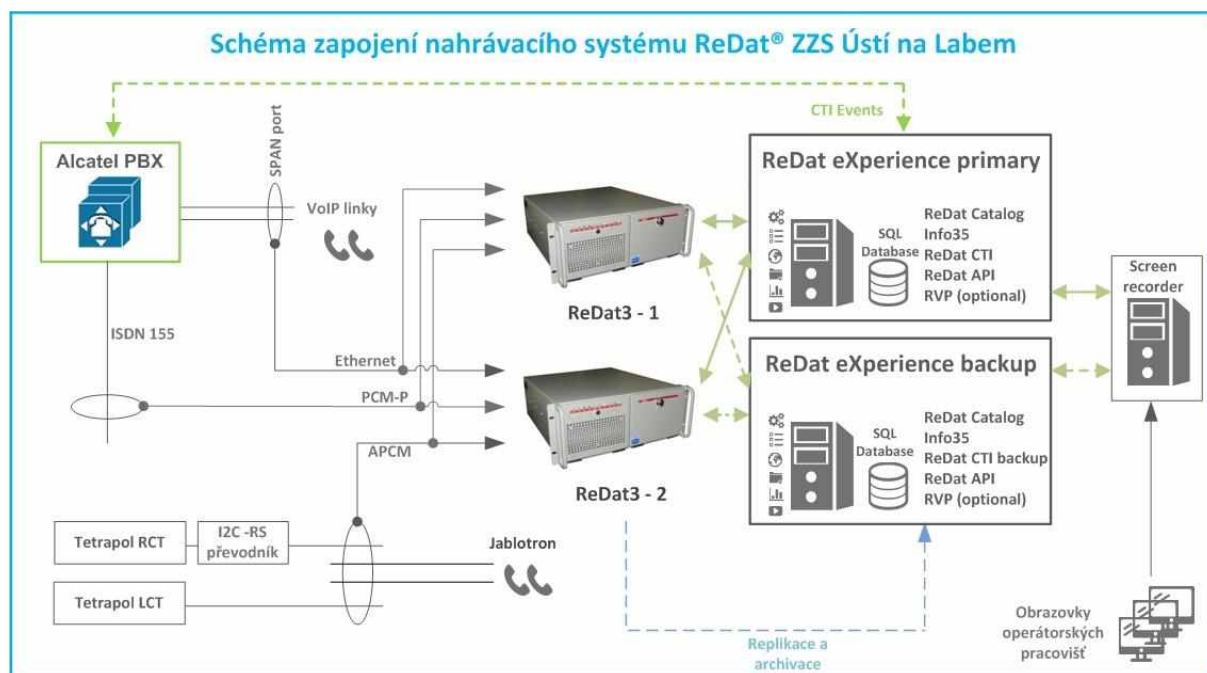 Schéma zapojení nahrávacího systému ReDat® ZZS Ústí na Labem
CTI Events
Alcatel PBX
SPAN port
VoIP linky
ISDN 155
Ethernet
PCM-P
APCM
Tetrapol RCT
I2C -RS
převodník
Tetrapol LCT
Jablotron
ReDat3 - 1
ReDat3 - 2
ReDat eXperience primary
SQL
Database
ReDat Catalog
Info35
ReDat CTI
ReDat API
RVP (optional)
ReDat eXperience backup
SQL
Database
ReDat Catalog
Info35
ReDat CTI backup
ReDat API
RVP (optional)
Screen
recorder
Replikace a
archivace
Obrazovky
operátorských
pracovišť